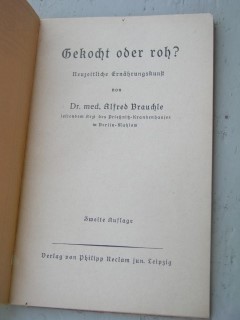 Gekocht oder roh?
Neuzeitliche Ernährungskunst
von
Dr. med. Alfred Brauchle
leitendem Arzt des Prießnitz-Krankenhauses
in Berlin-Mahlow
Zweite Auflage
Verlag von Philipp Reclam jun. Leipzig